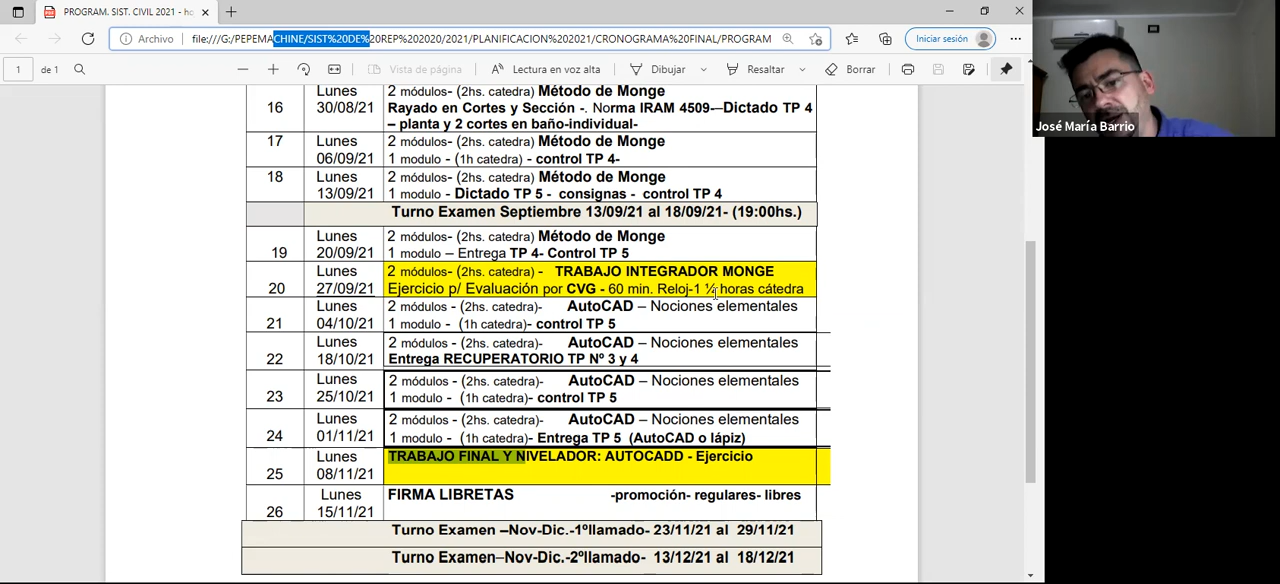 PROGRAM. SIST. CIVIL 2021 - ho
Archivo file:///G:/PEPEMACHINE/SIST%20DE%20REP%202020/2021/PLANIFICACION%202021/CRONOGRAMA%20FINAL/PROGRAM
Iniciar sesión
1 de 1 Vista de página Lectura en voz alta Dibujar Resaltar Borrar
José María Barrio
16 Lunes 30/08/21
2 módulos- (2hs. catedra) Método de Monge
Rayado en Cortes y Sección -. Norma IRAM 4509-–Dictado TP 4
– planta y 2 cortes en baño-individual-
17 Lunes 06/09/21
2 módulos- (2hs. catedra) Método de Monge
1 modulo - (1h catedra) - control TP 4-
18 Lunes 13/09/21
2 módulos- (2hs. catedra) Método de Monge
1 modulo - Dictado TP 5 - consignas - control TP 4
Turno Examen Septiembre 13/09/21 al 18/09/21- (19:00hs.)
19 Lunes 20/09/21
2 módulos- (2hs. catedra) Método de Monge
1 modulo – Entrega TP 4- Control TP 5
20 Lunes 27/09/21
2 módulos- (2hs. catedra) - TRABAJO INTEGRADOR MONGE
Ejercicio p/ Evaluación por CVG - 60 min. Reloj-1 horas cátedra
21 Lunes 04/10/21
2 módulos - (2hs. catedra)- AutoCAD – Nociones elementales
1 modulo - (1h catedra)- control TP 5
22 Lunes 18/10/21
2 módulos - (2hs. catedra)- AutoCAD – Nociones elementales
Entrega RECUPERATORIO TP Nº 3 y 4
23 Lunes 25/10/21
2 módulos - (2hs. catedra)- AutoCAD – Nociones elementales
1 modulo - (1h catedra)- control TP 5
24 Lunes 01/11/21
2 módulos - (2hs. catedra)- AutoCAD – Nociones elementales
1 modulo - (1h catedra)- Entrega TP 5 (AutoCAD o lápiz)
25 Lunes 08/11/21
TRABAJO FINAL Y NIVELADOR: AUTOCADD - Ejercicio
26 Lunes 15/11/21
FIRMA LIBRETAS -promoción- regulares- libres
Turno Examen –Nov-Dic.-1ºllamado- 23/11/21 al 29/11/21
Turno Examen–Nov-Dic.-2ºllamado- 13/12/21 al 18/12/21